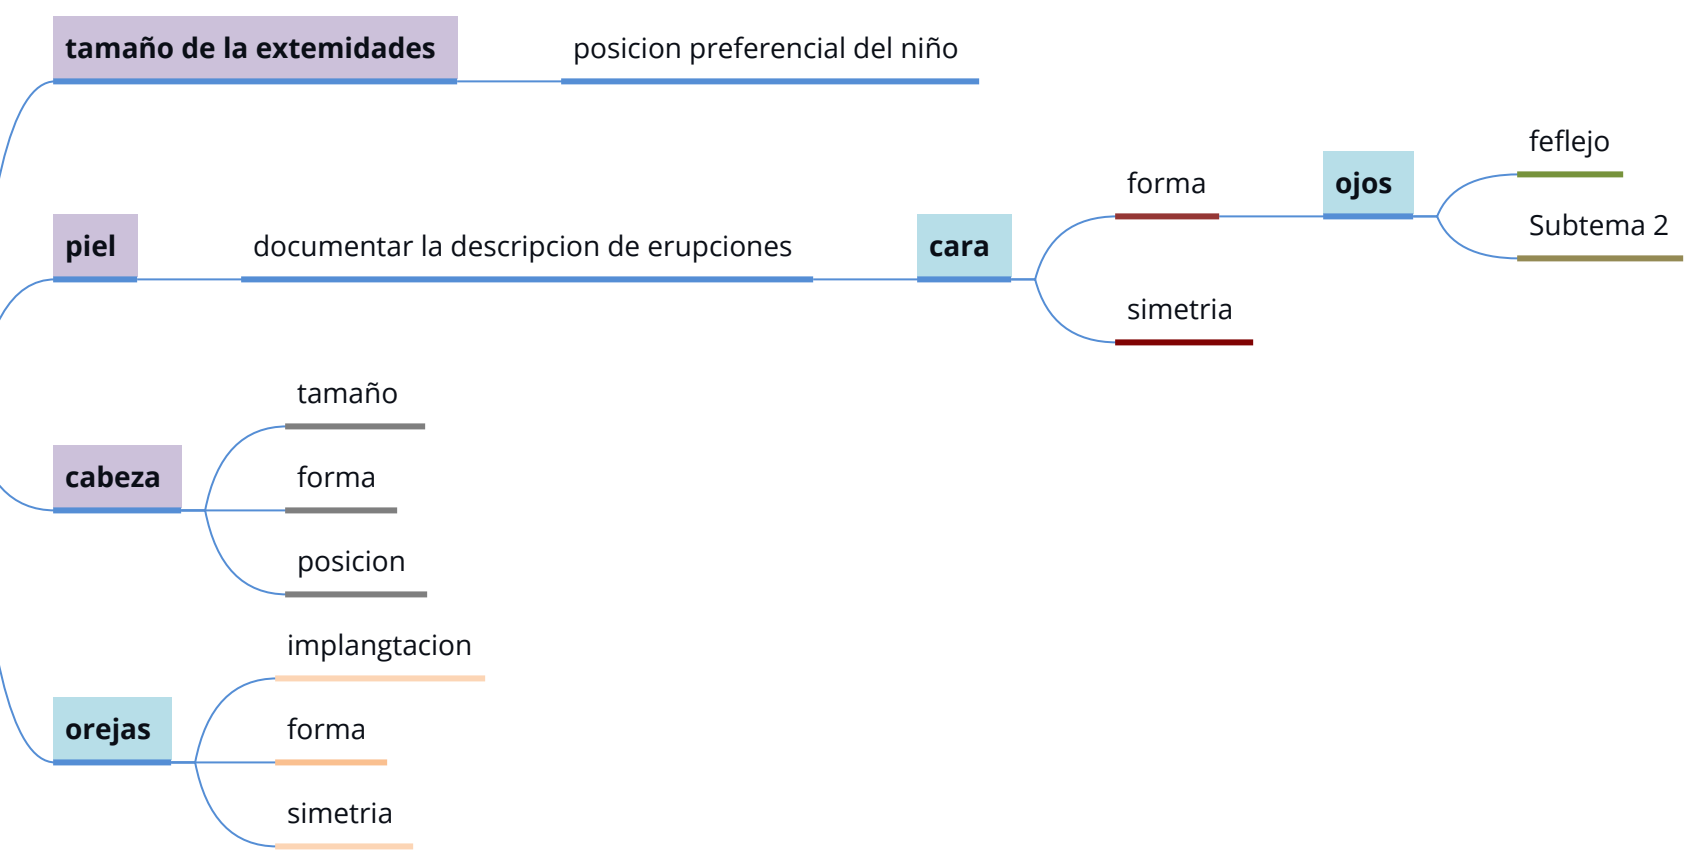 tamaño de la extemidades
posicion preferencial del niño
piel
documentar la descripcion de erupciones
cara
forma
ojos
feflejo
Subtema 2
simetria
cabeza
tamaño
forma
posicion
orejas
implangtacion
forma
simetria